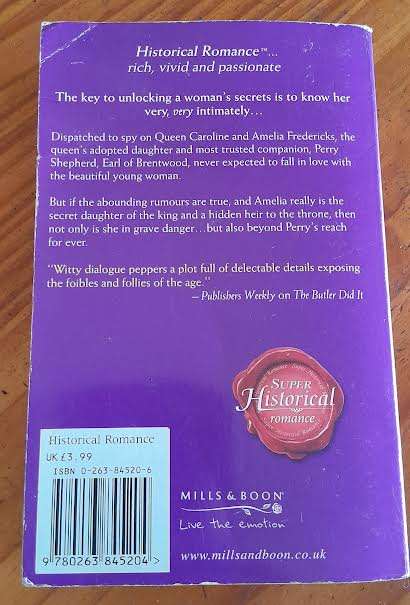 Historical Romance™...
rich, vivid and passionate
The key to unlocking a woman's secrets is to know her
very, very intimately...
Dispatched to spy on Queen Caroline and Amelia Fredericks, the
queen's adopted daughter and most trusted companion, Perry
Shepherd, Earl of Brentwood, never expected to fall in love with
the beautiful young woman.
But if the abounding rumours are true, and Amelia really is the
secret daughter of the king and a hidden heir to the throne, then
not only is she in grave danger...but also beyond Perry's reach
for ever.
"Witty dialogue peppers a plot full of delectable details exposing
the foibles and follies of the age."
– Publishers Weekly on The Butler Did It
SUPER
Historical
romance
Historical Romance
UK £3.99
ISBN 0-263-84520-6
9 780263 845204 >
MILLS & BOON®
Live the emotion
www.millsandboon.co.uk